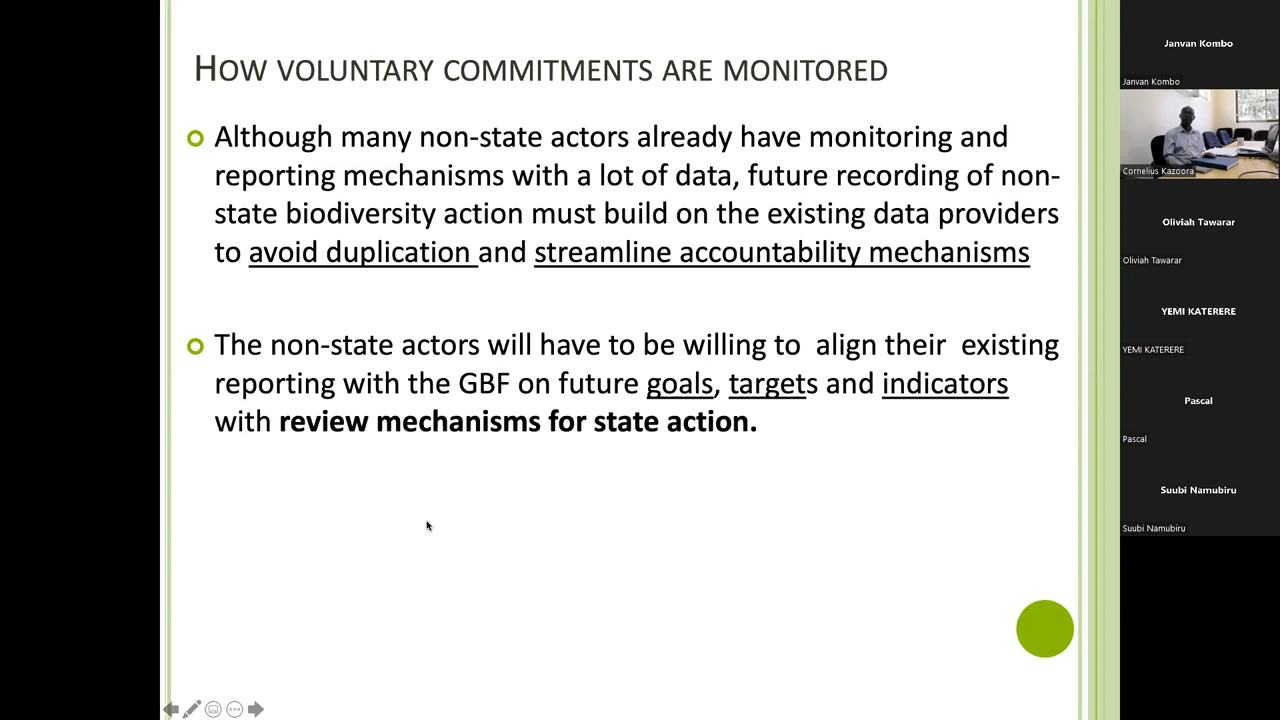 HOW VOLUNTARY COMMITMENTS ARE MONITORED
Although many non-state actors already have monitoring and
reporting mechanisms with a lot of data, future recording of non-
state biodiversity action must build on the existing data providers
to avoid duplication and streamline accountability mechanisms
The non-state actors will have to be willing to align their existing
reporting with the GBF on future goals, targets and indicators
with review mechanisms for state action.
Janvan Kombo
Janvan Kombo
Cornelius Kazoora
Oliviah Tawarar
Oliviah Tawarar
YEMI KATERERE
YEMI KATERERE
Pascal
Pascal
Suubi Namubiru
Suubi Namubiru